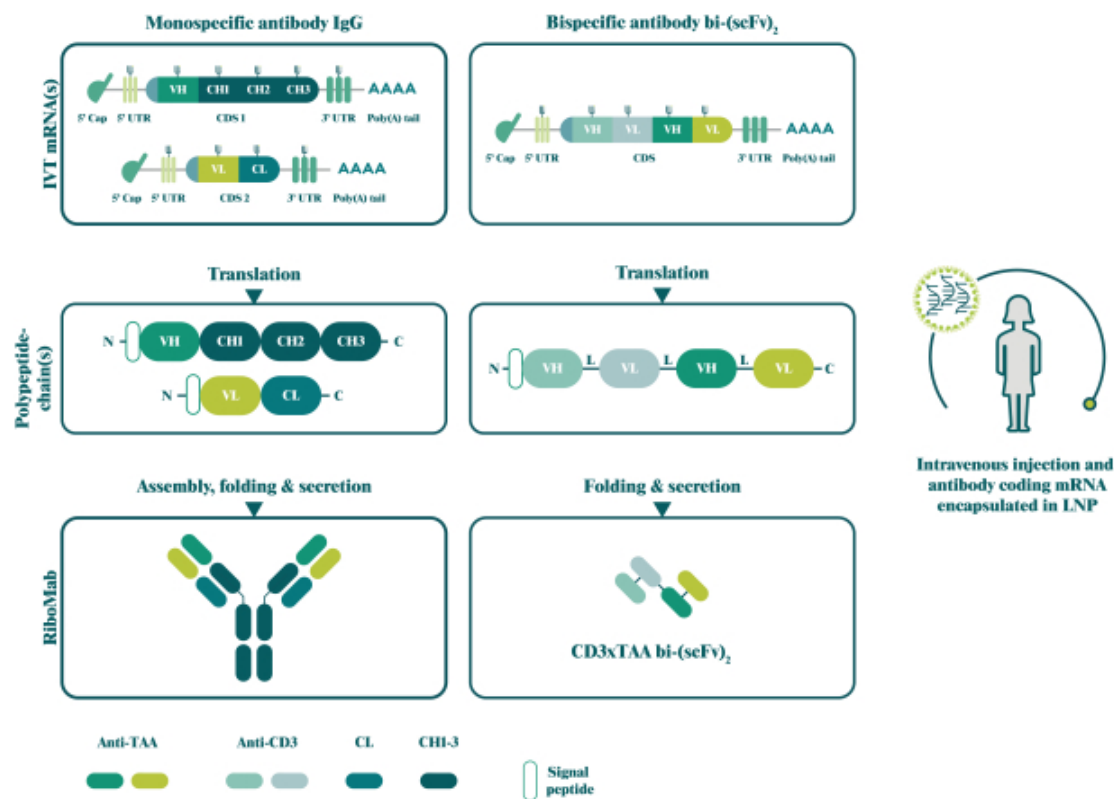 Monospecific antibody IgG
Bispecific antibody bi-(scFv)₂
IVT mRNA(s)
VH CH1 CH2 CH3 AAAA
5' Cap 5' UTR CDS 1 3' UTR Poly(A) tail
VL CL AAAA
5' Cap 5' UTR CDS 2 3' UTR Poly(A) tail
VH VL VH VL AAAA
5' Cap 5' UTR CDS 3' UTR Poly(A) tail
Translation
Translation
Polypeptide-
chain(s)
N VH CH1 CH2 CH3 C
N VL CL C
N VH L VL L VH L VL C
Intravenous injection and
antibody coding mRNA
encapsulated in LNP
Assembly, folding & secretion
Folding & secretion
RiboMab
CD3xTAA bi-(scFv)₂
Anti-TAA Anti-CD3 CL CH1-3
Signal
peptide